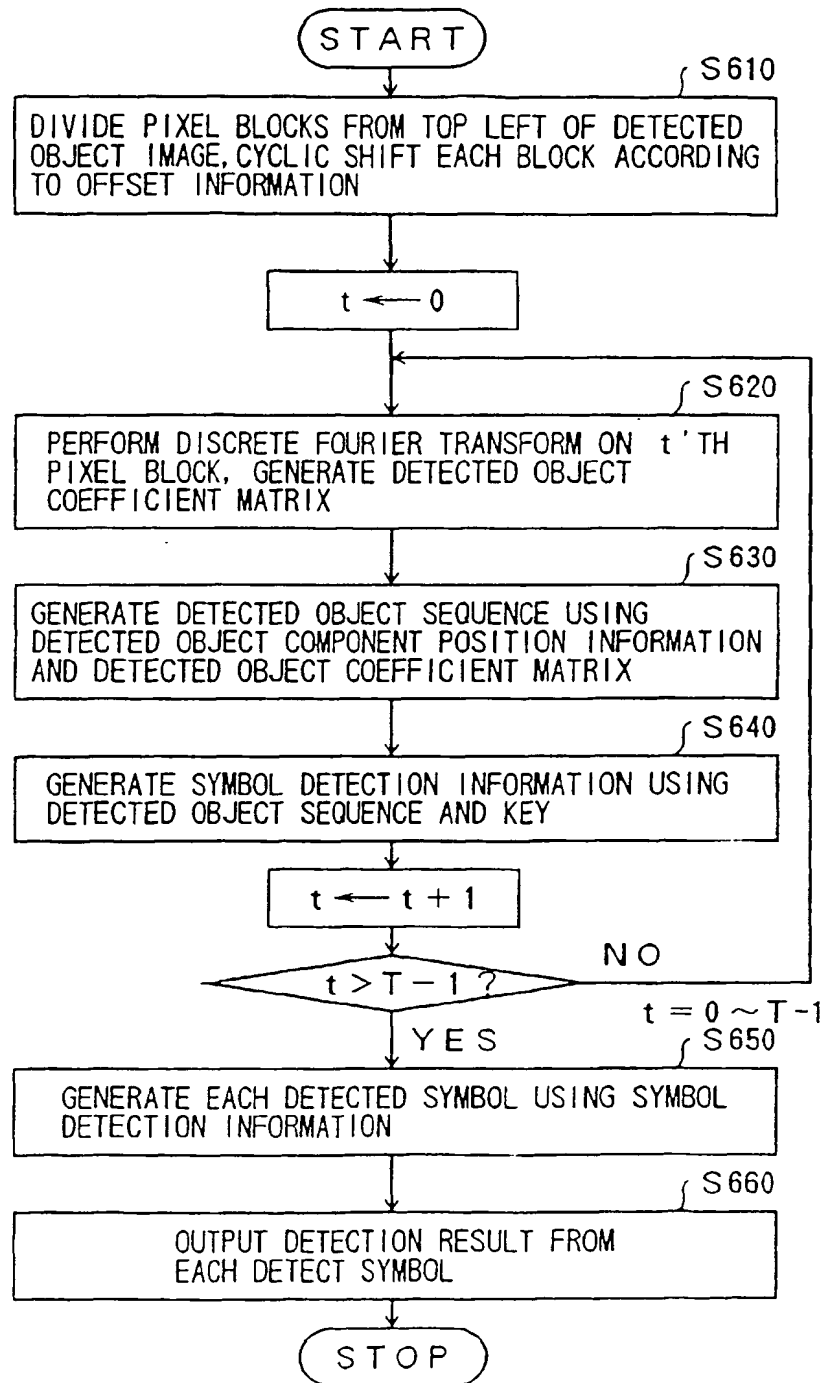 START
S610
DIVIDE PIXEL BLOCKS FROM TOP LEFT OF DETECTED
OBJECT IMAGE, CYCLIC SHIFT EACH BLOCK ACCORDING
TO OFFSET INFORMATION
t ← 0
S620
PERFORM DISCRETE FOURIER TRANSFORM ON t'TH
PIXEL BLOCK, GENERATE DETECTED OBJECT
COEFFICIENT MATRIX
S630
GENERATE DETECTED OBJECT SEQUENCE USING
DETECTED OBJECT COMPONENT POSITION INFORMATION
AND DETECTED OBJECT COEFFICIENT MATRIX
S640
GENERATE SYMBOL DETECTION INFORMATION USING
DETECTED OBJECT SEQUENCE AND KEY
t ← t + 1
t > T - 1 ?
NO
t = 0 ~ T-1
YES
S650
GENERATE EACH DETECTED SYMBOL USING SYMBOL
DETECTION INFORMATION
S660
OUTPUT DETECTION RESULT FROM
EACH DETECT SYMBOL
STOP